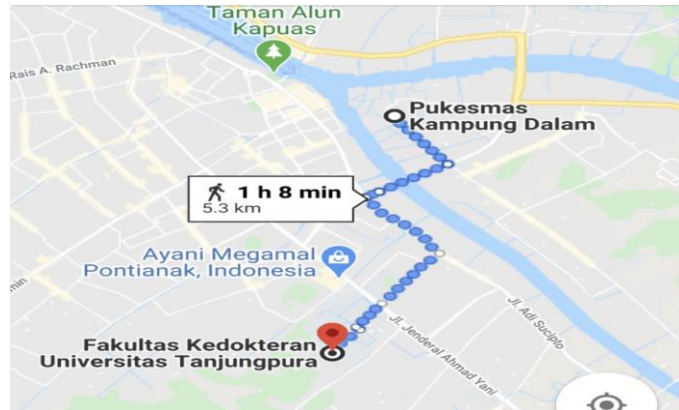 Taman Alun
Kapuas
Rais A. Rachman
Pukesmas
Kampung Dalam
1 h 8 min
5.3 km
Ayani Megamal
Pontianak, Indonesia
Jl. Adi Sucipto
Jl. Jenderal Ahmad Yani
Fakultas Kedokteran
Universitas Tanjungpura